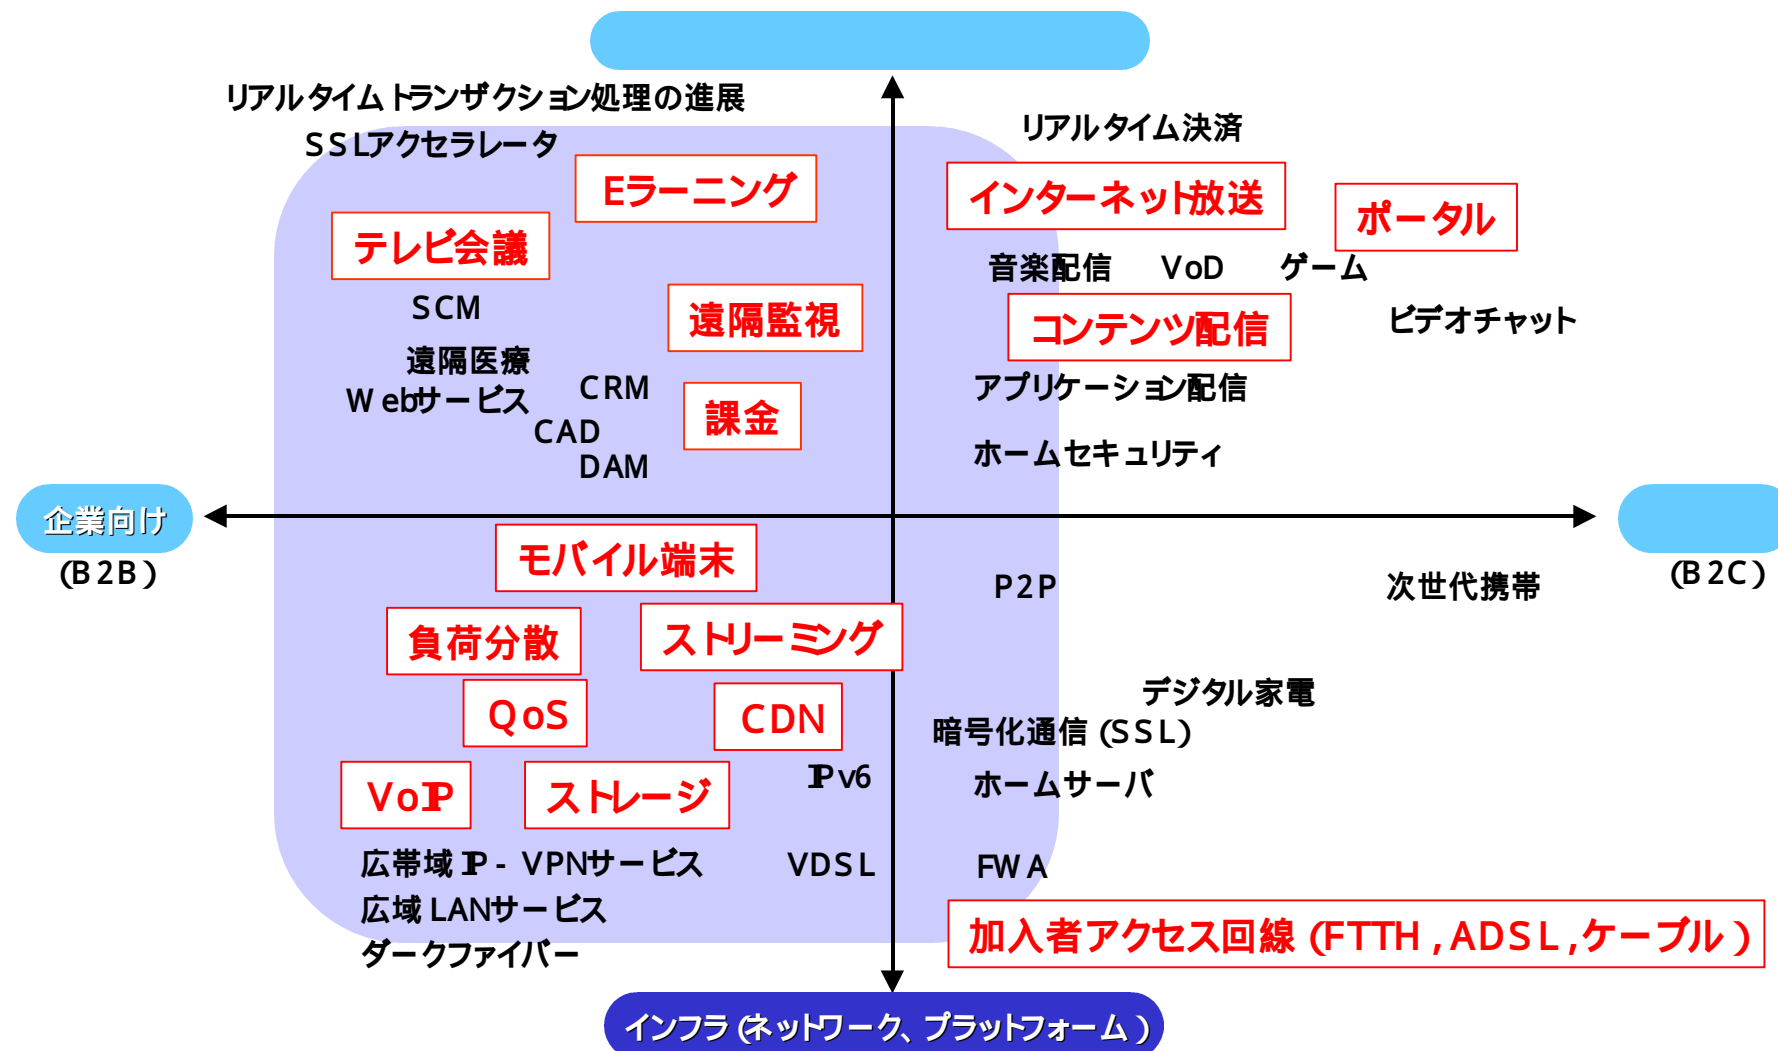 リアルタイムトランザクション処理の進展
SSLアクセラレータ
リアルタイム決済
Eラーニング
インターネット放送
ポータル
テレビ会議
音楽配信 VoD ゲーム
SCM
遠隔監視
コンテンツ配信
ビデオチャット
遠隔医療
CRM
アプリケーション配信
Webサービス
課金
CAD
DAM
ホームセキュリティ
企業向け
(B2B)
(B2C)
モバイル端末
P2P
次世代携帯
負荷分散
ストリーミング
デジタル家電
QoS
CDN
暗号化通信(SSL)
IPv6
ホームサーバ
VoIP
ストレージ
広帯域IP-VPNサービス
VDSL
FWA
広域LANサービス
加入者アクセス回線(FTTH,ADSL,ケーブル)
ダークファイバー
インフラ(ネットワーク、プラットフォーム)